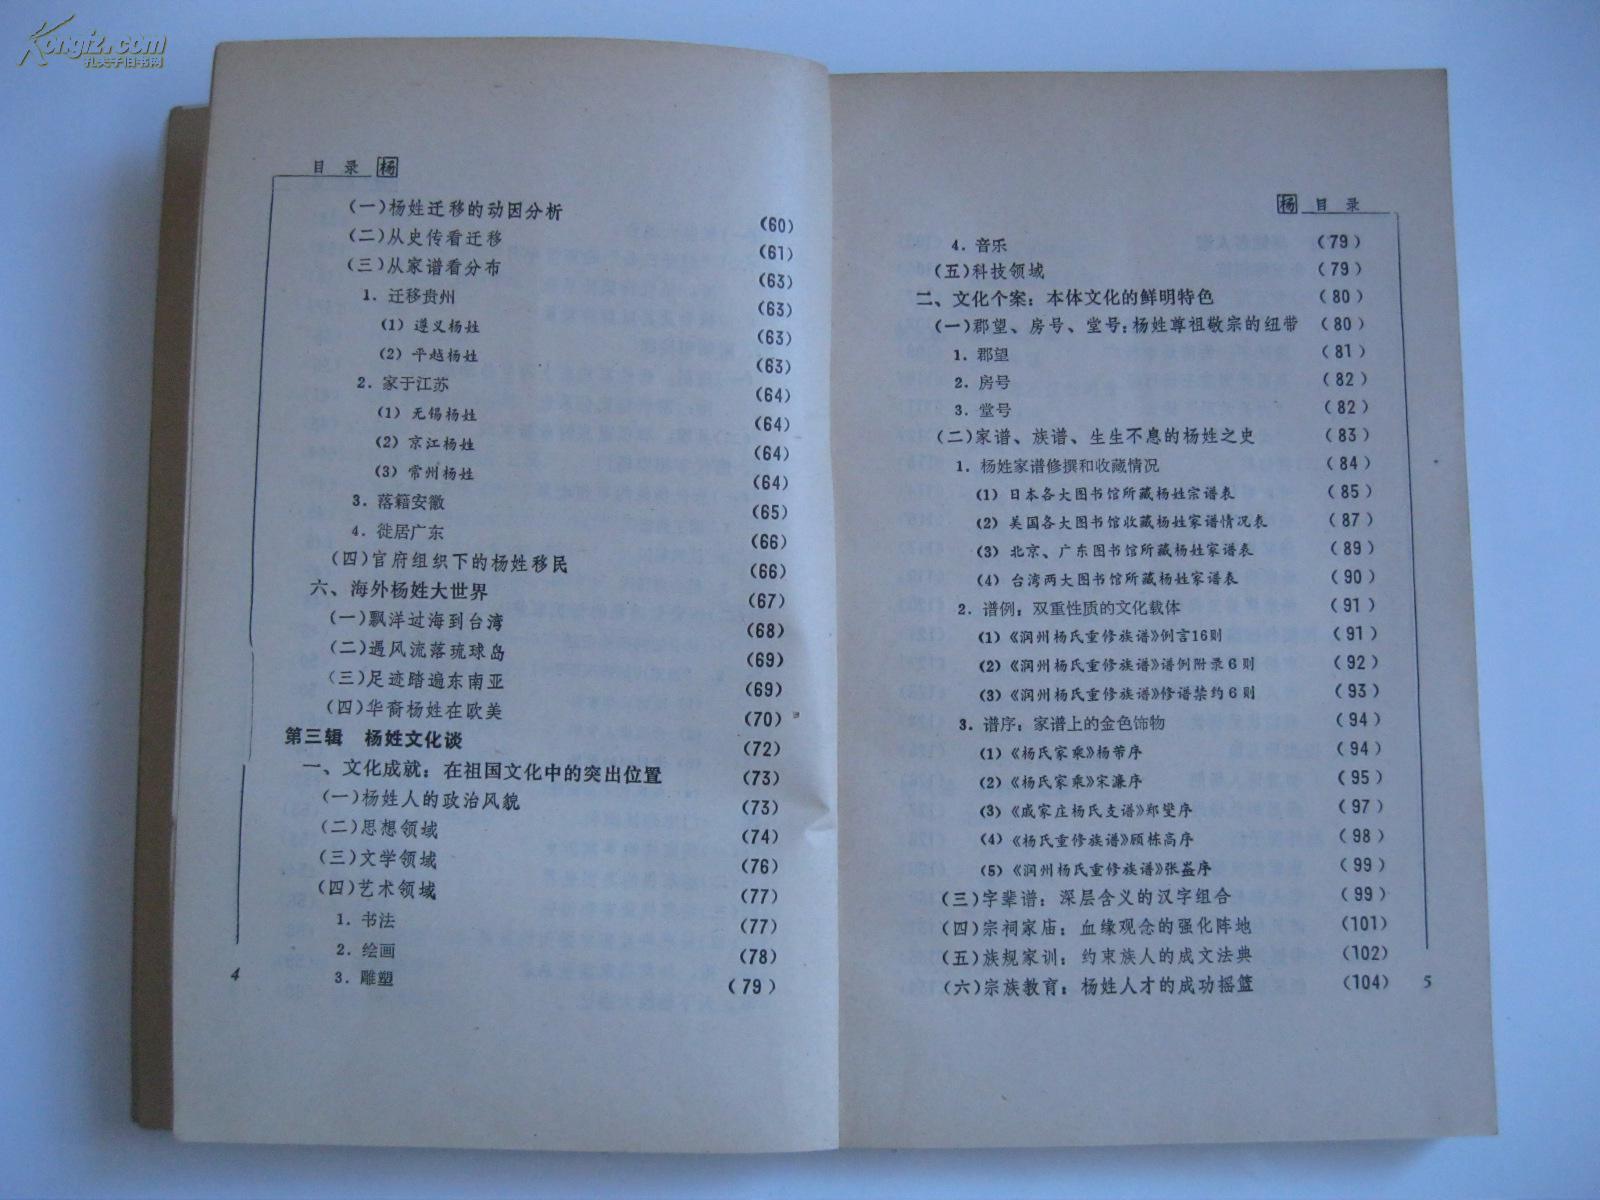 Kongfz.com
孔夫子旧书网
目 录 杨
(一)杨姓迁移的动因分析 (60)
(二)从史传看迁移 (61)
(三)从家谱看分布 (63)
1. 迁移贵州 (63)
(1) 遵义杨姓 (63)
(2) 平越杨姓 (63)
2. 家于江苏 (64)
(1) 无锡杨姓 (64)
(2) 京江杨姓 (64)
(3) 常州杨姓 (64)
3. 落籍安徽 (65)
4. 徙居广东 (66)
(四)官府组织下的杨姓移民 (66)
六、海外杨姓大世界 (67)
(一)飘洋过海到台湾 (68)
(二)遇风流落琉球岛 (69)
(三)足迹踏遍东南亚 (69)
(四)华裔杨姓在欧美 (70)
第三辑 杨姓文化谈 (72)
一、文化成就：在祖国文化中的突出位置 (73)
(一)杨姓人的政治风貌 (73)
(二)思想领域 (74)
(三)文学领域 (76)
(四)艺术领域 (77)
1. 书法 (77)
2. 绘画 (78)
3. 雕塑 (79)
4
杨 目 录
4. 音乐 (79)
(五)科技领域 (79)
二、文化个案：本体文化的鲜明特色 (80)
(一)郡望、房号、堂号：杨姓尊祖敬宗的纽带 (80)
1. 郡望 (81)
2. 房号 (82)
3. 堂号 (82)
(二)家谱、族谱、生生不息的杨姓之史 (83)
1. 杨姓家谱修撰和收藏情况 (84)
(1) 日本各大图书馆所藏杨姓宗谱表 (85)
(2) 美国各大图书馆收藏杨姓家谱情况表 (87)
(3) 北京、广东图书馆所藏杨姓家谱表 (89)
(4) 台湾两大图书馆所藏杨姓家谱表 (90)
2. 谱例：双重性质的文化载体 (91)
(1)《润州杨氏重修族谱》例言16则 (91)
(2)《润州杨氏重修族谱》谱例附录6则 (92)
(3)《润州杨氏重修族谱》修谱禁约6则 (93)
3. 谱序：家谱上的金色饰物 (94)
(1)《杨氏家乘》杨芾序 (94)
(2)《杨氏家乘》宋濂序 (95)
(3)《戚家庄杨氏支谱》郑燮序 (97)
(4)《杨氏重修族谱》顾栋高序 (98)
(5)《润州杨氏重修族谱》张崟序 (99)
(三)字辈谱：深层含义的汉字组合 (99)
(四)宗祠家庙：血缘观念的强化阵地 (101)
(五)族规家训：约束族人的成文法典 (102)
(六)宗族教育：杨姓人才的成功摇篮 (104)
5